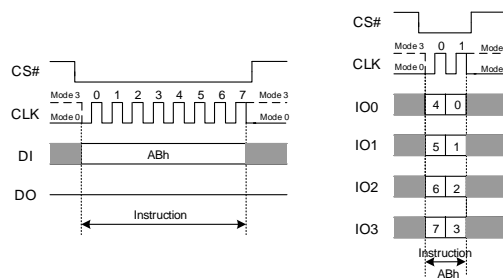 CS#
Mode 3 0 1 2 3 4 5 6 7 Mode 3
CLK Mode 0 Mode 0
DI ABh
DO
Instruction
CS#
Mode 3 0 1 Mode
CLK Mode 0 Mode
IO0 4 0
IO1 5 1
IO2 6 2
IO3 7 3
Instruction
ABh